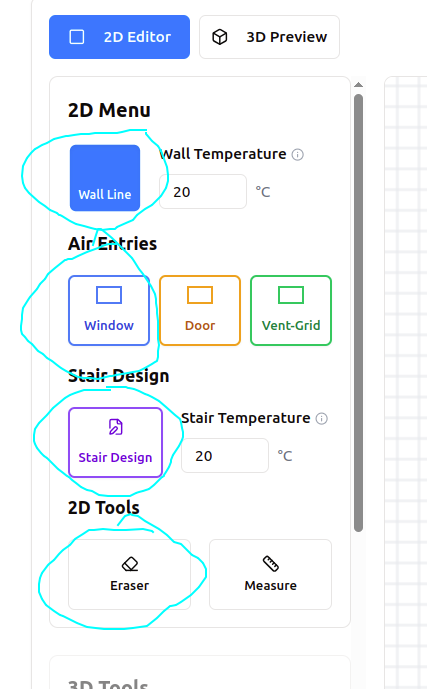 2D Editor
3D Preview
2D Menu
Wall Line
Wall Temperature
20
°C
Air Entries
Window
Door
Vent-Grid
Stair Design
Stair Design
Stair Temperature
20
°C
2D Tools
Eraser
Measure
3D Tools